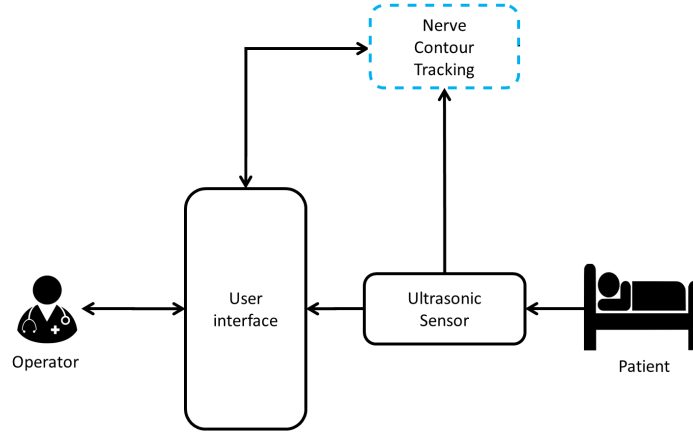 Nerve
Contour
Tracking
User
interface
Ultrasonic
Sensor
Operator
Patient